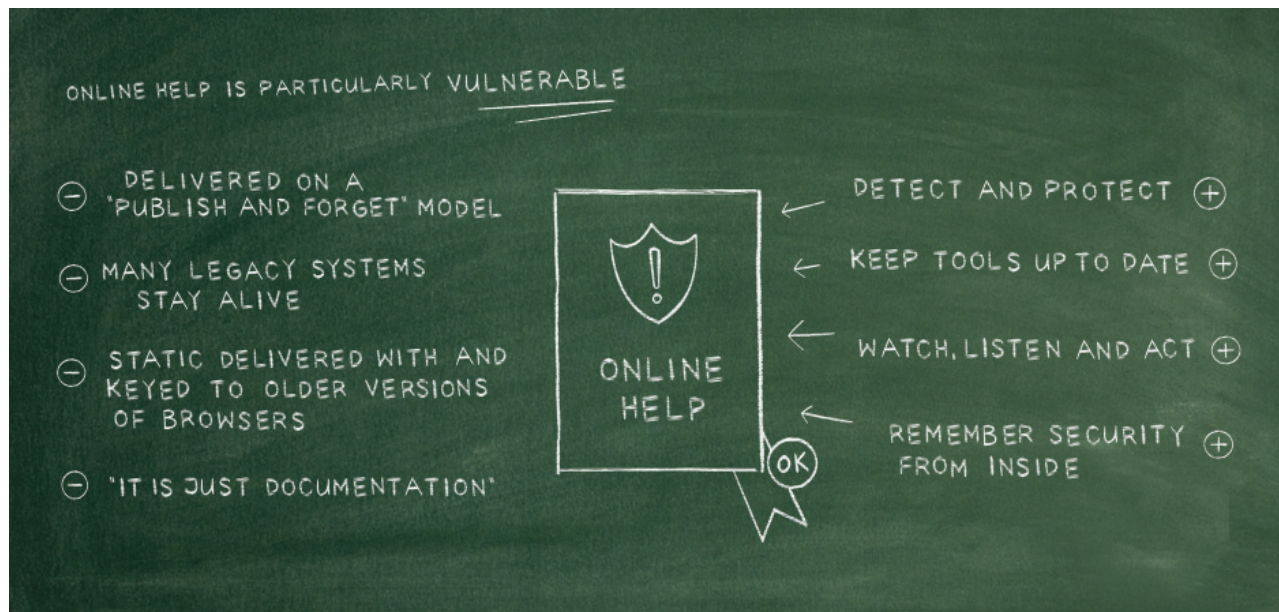 ONLINE HELP IS PARTICULARLY VULNERABLE
DELIVERED ON A
"PUBLISH AND FORGET" MODEL
MANY LEGACY SYSTEMS
STAY ALIVE
STATIC DELIVERED WITH AND
KEYED TO OLDER VERSIONS
OF BROWSERS
"IT IS JUST DOCUMENTATION"
!
ONLINE
HELP
OK
DETECT AND PROTECT
KEEP TOOLS UP TO DATE
WATCH, LISTEN AND ACT
REMEMBER SECURITY
FROM INSIDE